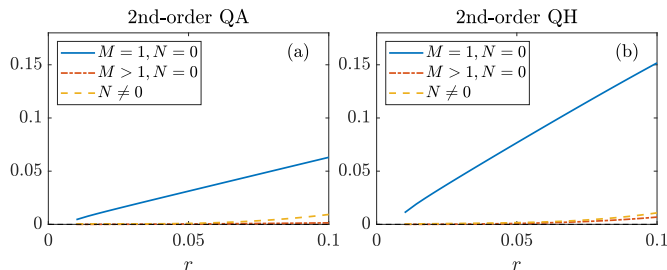 2nd-order QA
(a)
M = 1, N = 0
M > 1, N = 0
N ≠ 0
0.15
0.1
0.05
0
0 0.05 0.1
r
2nd-order QH
(b)
M = 1, N = 0
M > 1, N = 0
N ≠ 0
0.15
0.1
0.05
0
0 0.05 0.1
r